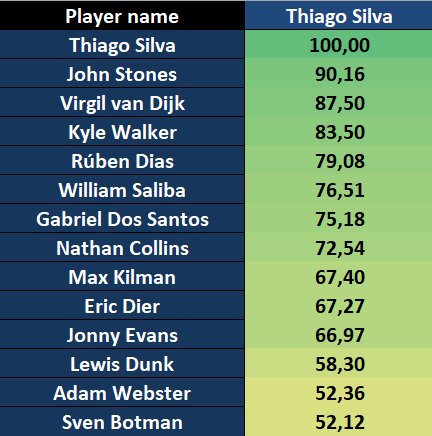 Player name Thiago Silva
Thiago Silva 100,00
John Stones 90,16
Virgil van Dijk 87,50
Kyle Walker 83,50
Rúben Dias 79,08
William Saliba 76,51
Gabriel Dos Santos 75,18
Nathan Collins 72,54
Max Kilman 67,40
Eric Dier 67,27
Jonny Evans 66,97
Lewis Dunk 58,30
Adam Webster 52,36
Sven Botman 52,12